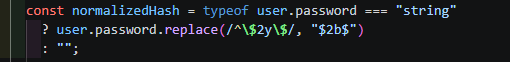 const normalizedHash = typeof user.password === "string"
? user.password.replace(/^\$2y\$/, "$2b$")
: "";